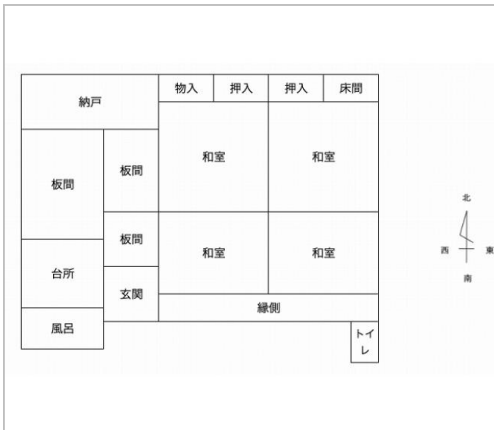 納戸
物入
押入
押入
床間
板間
板間
和室
和室
板間
和室
和室
台所
玄関
縁側
風呂
トイ
レ
北
西
東
南